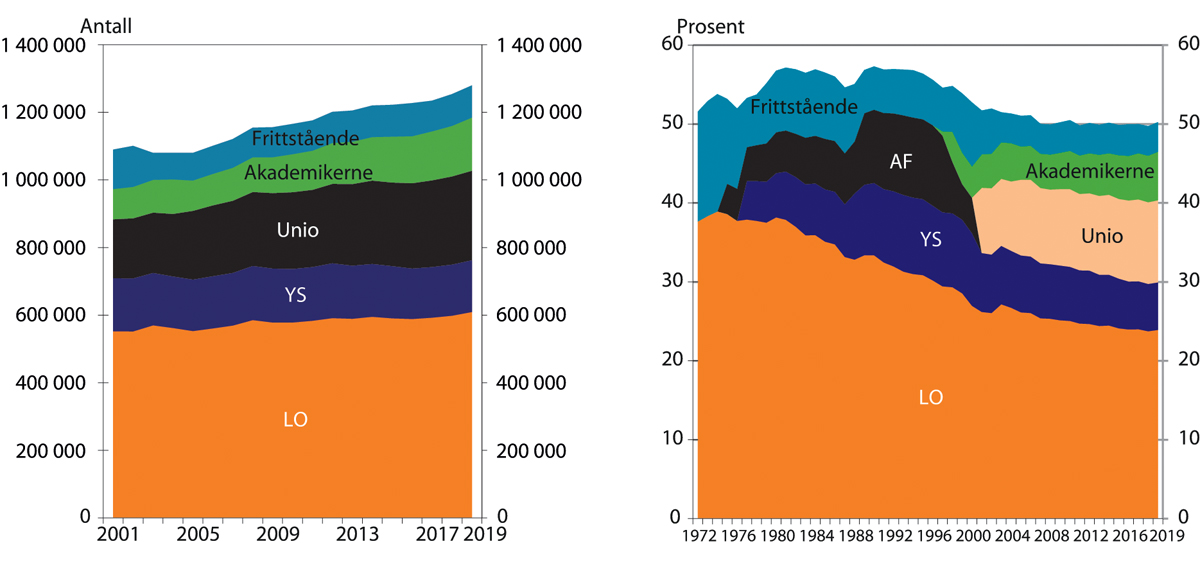 Antall
1 400 000 1 400 000
1 200 000 1 200 000
Frittstående
Akademikerne
1 000 000 1 000 000
Unio
800 000 800 000
YS
600 000 600 000
400 000 400 000
LO
200 000 200 000
0 0
2001 2005 2009 2013 2017 2019
Prosent
60 60
Frittstående
50 50
AF
Akademikerne
40 40
YS Unio
30 30
20 20
LO
10 10
0 0
1972 1976 1980 1984 1988 1992 1996 2000 2004 2008 2012 2016 2019